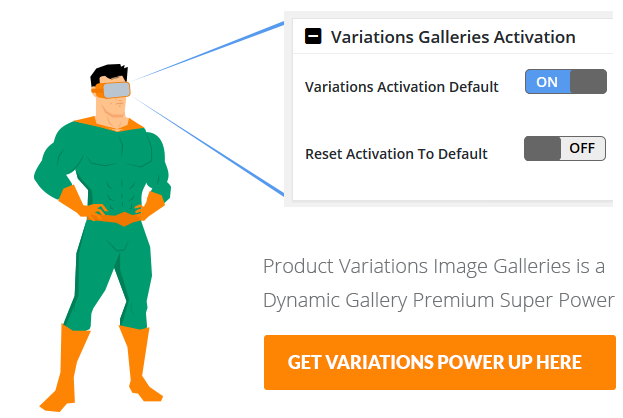 Variations Galleries Activation
Variations Activation Default ON
Reset Activation To Default OFF
Product Variations Image Galleries is a
Dynamic Gallery Premium Super Power
GET VARIATIONS POWER UP HERE